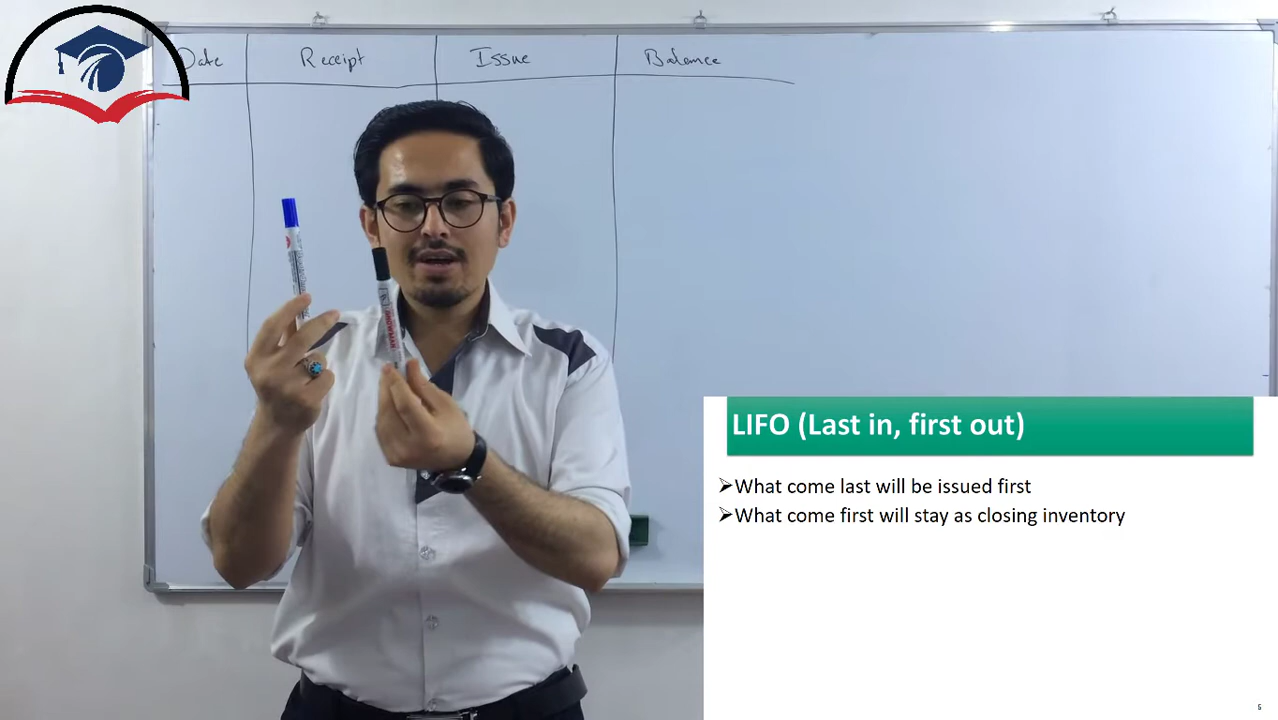 Date Receipt Issue Balance
LIFO (Last in, first out)
➢What come last will be issued first
➢What come first will stay as closing inventory
5